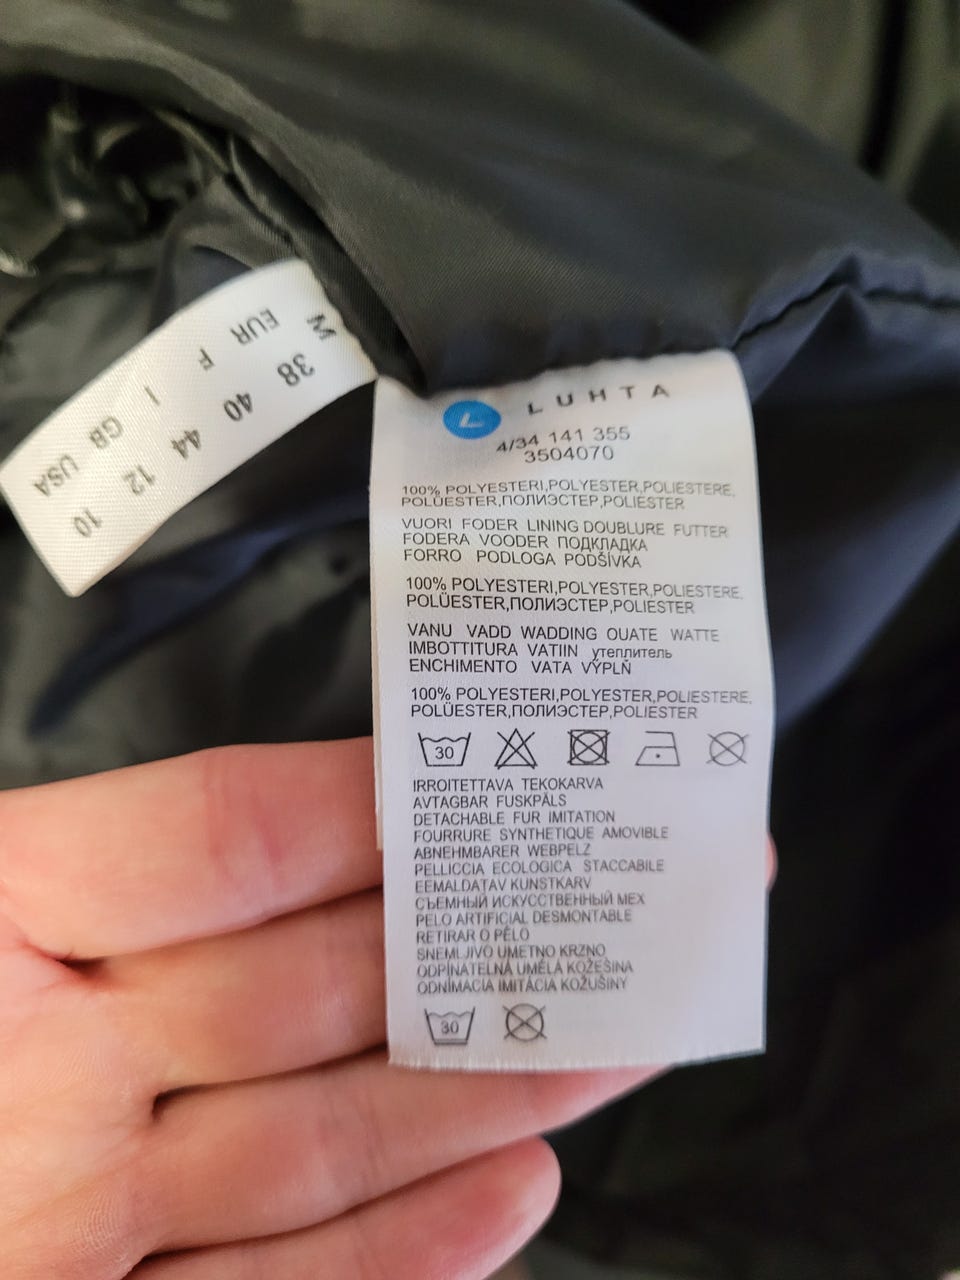 M
EUR 38
F 40
I 44
GB 12
USA 10
L LUHTA
4/34 141 355
3504070
100% POLYESTERI,POLYESTER,POLIESTERE,
POLÜESTER,ПОЛИЭСТЕР,POLIESTER
VUORI FODER LINING DOUBLURE FUTTER
FODERA VOODER ПОДКЛАДКА
FORRO PODLOGA PODŠÍVKA
100% POLYESTERI,POLYESTER,POLIESTERE,
POLÜESTER,ПОЛИЭСТЕР,POLIESTER
VANU VADD WADDING OUATE WATTE
IMBOTTITURA VATIIN утеплитель
ENCHIMENTO VATA VÝPLŇ
100% POLYESTERI,POLYESTER,POLIESTERE,
POLÜESTER,ПОЛИЭСТЕР,POLIESTER
30
IRROITETTAVA TEKOKARVA
AVTAGBAR FUSKPÄLS
DETACHABLE FUR IMITATION
FOURRURE SYNTHETIQUE AMOVIBLE
ABNEHMBARER WEBPELZ
PELLICCIA ECOLOGICA STACCABILE
EEMALDATAV KUNSTKARV
СЪЕМНЫЙ ИСКУССТВЕННЫЙ МЕХ
PELO ARTIFICIAL DESMONTABLE
RETIRAR O PÊLO
SNEMLJIVO UMETNO KRZNO
ODPÍNATELNÁ UMĚLÁ KOŽEŠINA
ODNÍMACIA IMITÁCIA KOŽUŠINY
30